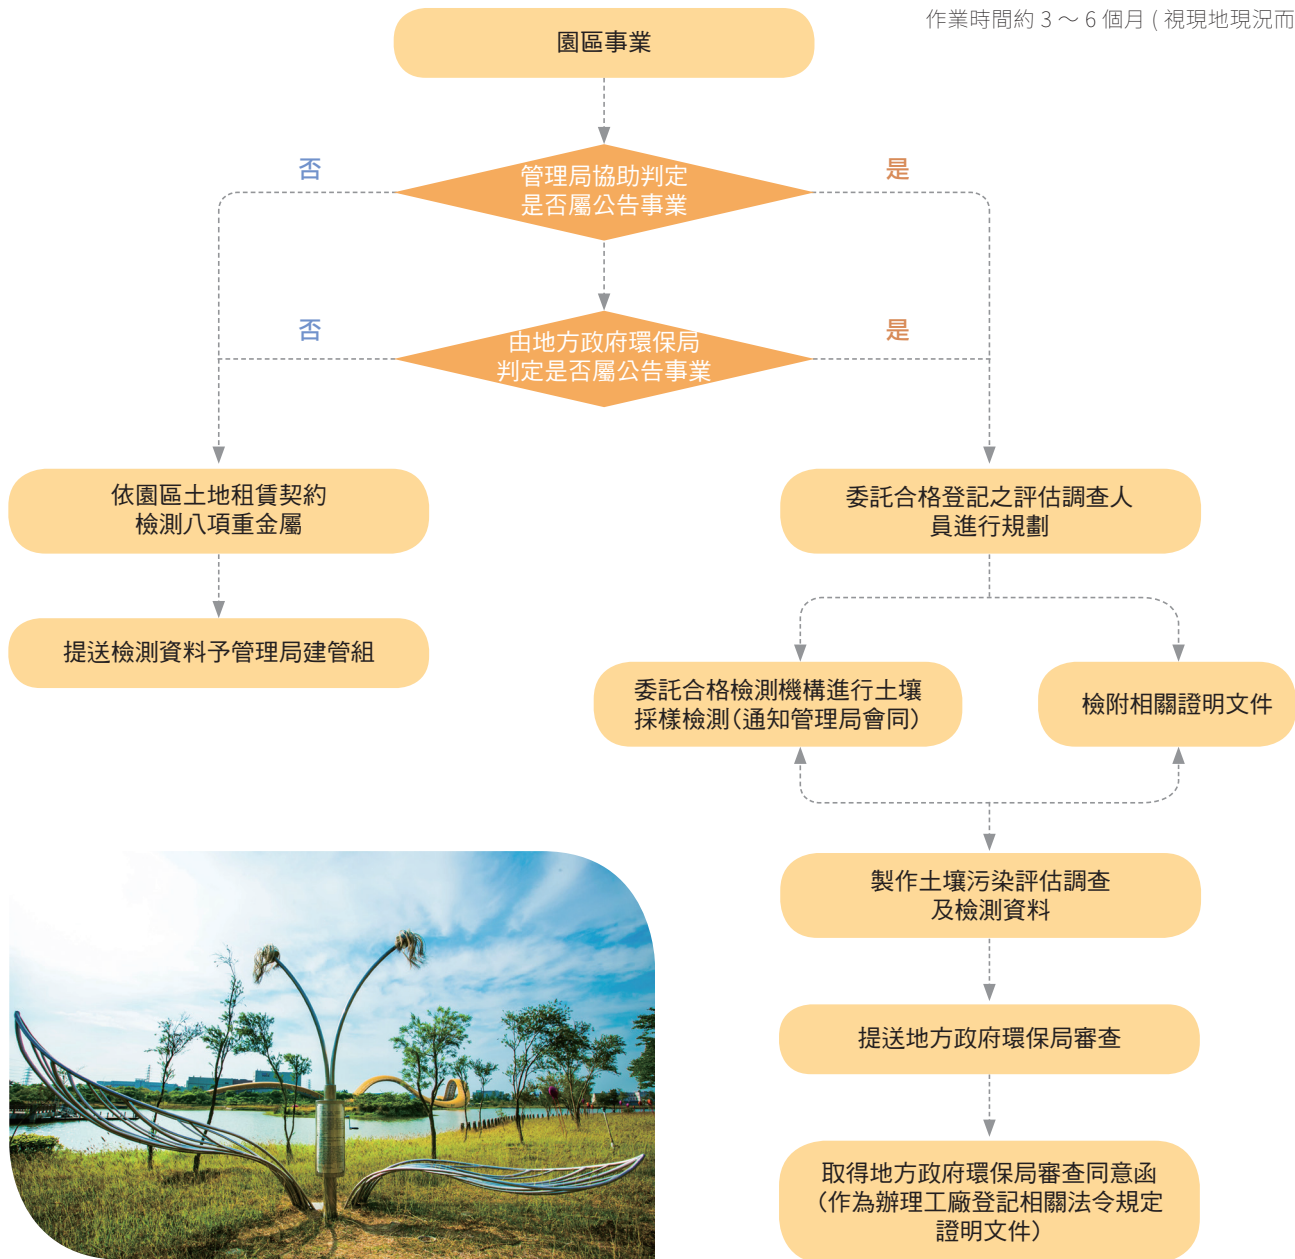 作業時間約 3 ～ 6 個月 ( 視現地現況而
園區事業
否
管理局協助判定
是否屬公告事業
是
否
由地方政府環保局
判定是否屬公告事業
是
依園區土地租賃契約
檢測八項重金屬
委託合格登記之評估調查人
員進行規劃
提送檢測資料予管理局建管組
委託合格檢測機構進行土壤
採樣檢測(通知管理局會同)
檢附相關證明文件
製作土壤污染評估調查
及檢測資料
提送地方政府環保局審查
取得地方政府環保局審查同意函
(作為辦理工廠登記相關法令規定
證明文件)